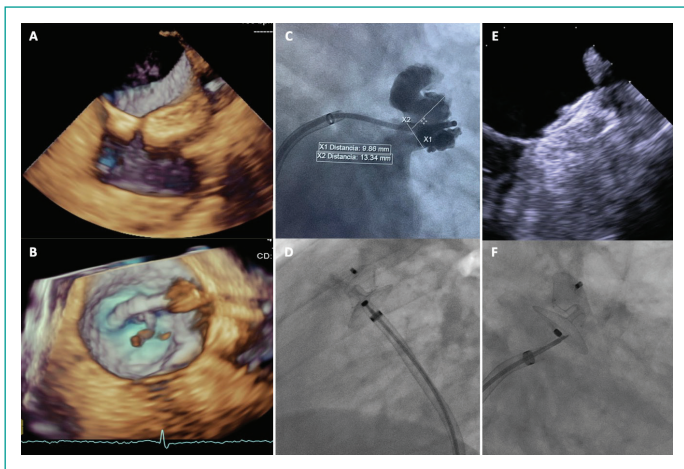 A
B
CD:
C
X2
X1
X1 Distancia: 9.86 mm
X2 Distancia: 13.34 mm
D
E
F